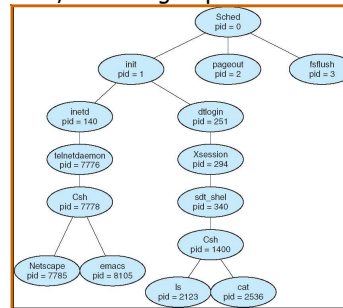 Sched
pid = 0
init
pid = 1
pageout
pid = 2
fsflush
pid = 3
inetd
pid = 140
dtlogin
pid = 251
telnetdaemon
pid = 7776
Xsession
pid = 294
Csh
pid = 7778
sdt_shel
pid = 340
Csh
pid = 1400
Netscape
pid = 7785
emacs
pid = 8105
ls
pid = 2123
cat
pid = 2536